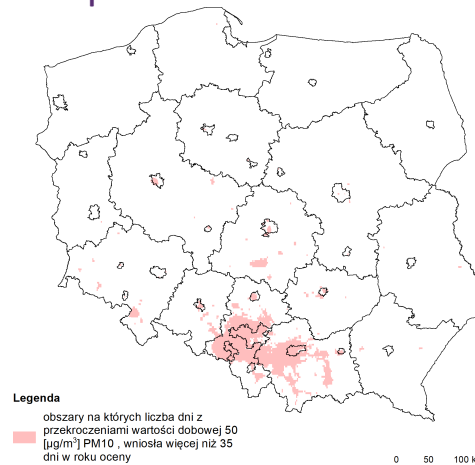 Legenda
obszary na których liczba dni z
przekroczeniami wartości dobowej 50
[µg/m³] PM10 , wniosła więcej niż 35
dni w roku oceny
0 50 100 k